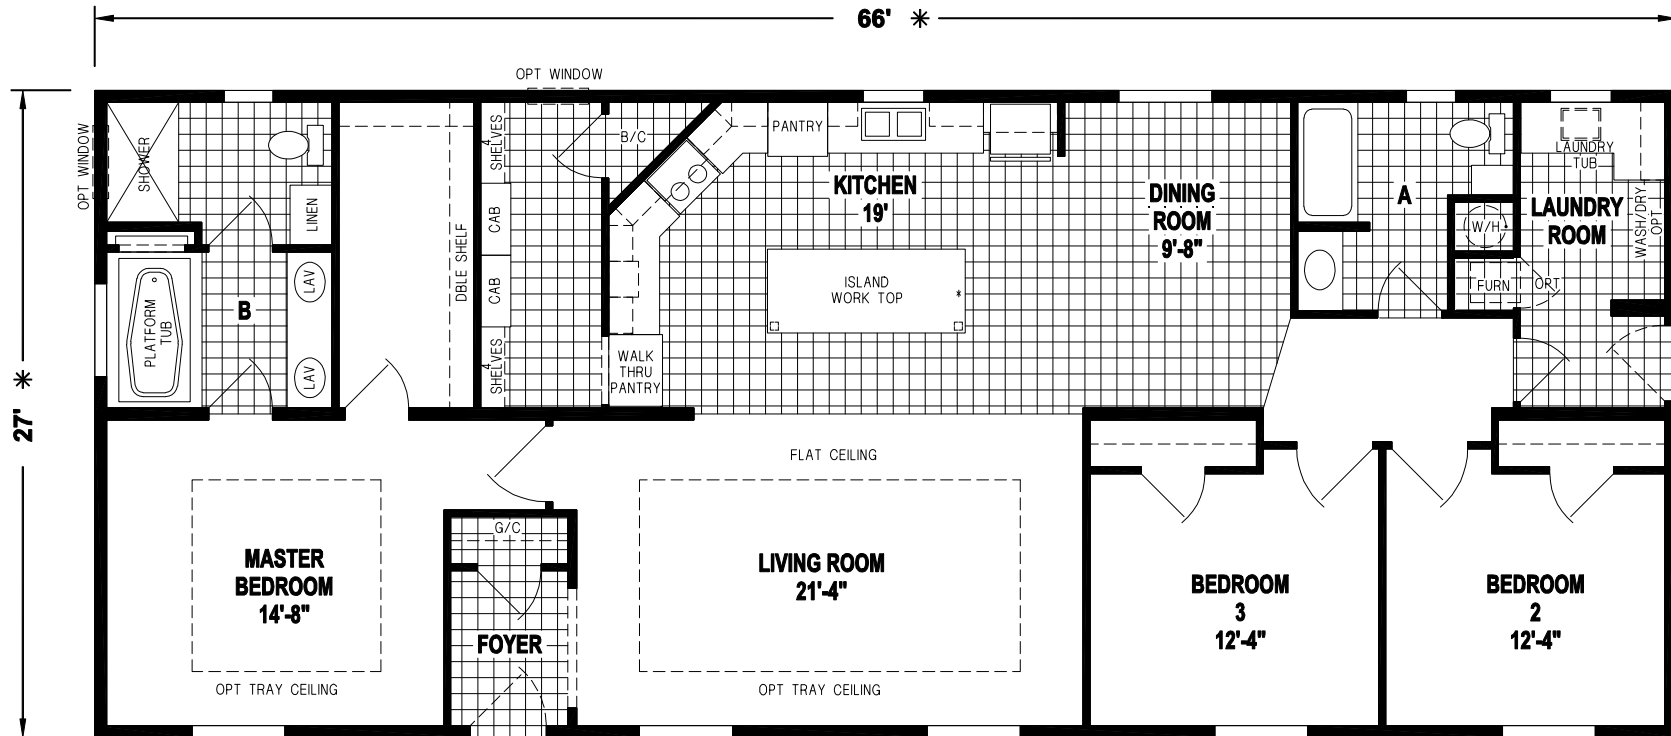 66' ✳
27' ✳
OPT WINDOW
OPT WINDOW
SHOWER
LINEN
PLATFORM
TUB
B
LAV
LAV
DBLE SHELF
4
SHELVES
CAB
CAB
4
SHELVES
B/C
PANTRY
KITCHEN
19'
ISLAND
WORK TOP
*
WALK
THRU
PANTRY
DINING
ROOM
9'-8"
A
W/H
FURN
OPT
LAUNDRY
TUB
LAUNDRY
ROOM
WASH/DRY
OPT
MASTER
BEDROOM
14'-8"
OPT TRAY CEILING
G/C
FOYER
FLAT CEILING
LIVING ROOM
21'-4"
OPT TRAY CEILING
BEDROOM
3
12'-4"
BEDROOM
2
12'-4"